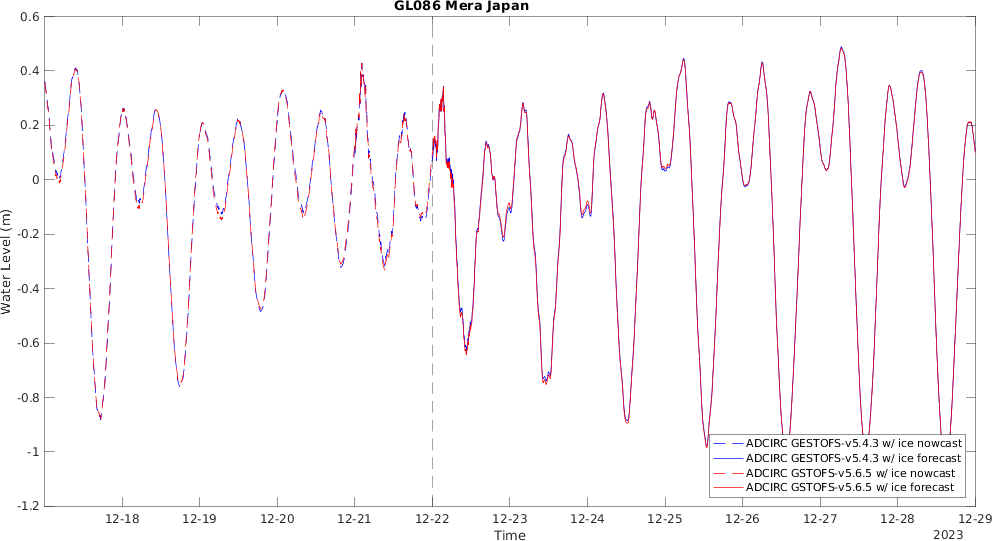 GL086 Mera Japan
0.6
0.4
0.2
0
-0.2
-0.4
-0.6
-0.8
-1
-1.2
Water Level (m)
ADCIRC GESTOFS-v5.4.3 w/ ice nowcast
ADCIRC GESTOFS-v5.4.3 w/ ice forecast
ADCIRC GSTOFS-v5.6.5 w/ ice nowcast
ADCIRC GSTOFS-v5.6.5 w/ ice forecast
12-18 12-19 12-20 12-21 12-22 12-23 12-24 12-25 12-26 12-27 12-28 12-29
Time
2023